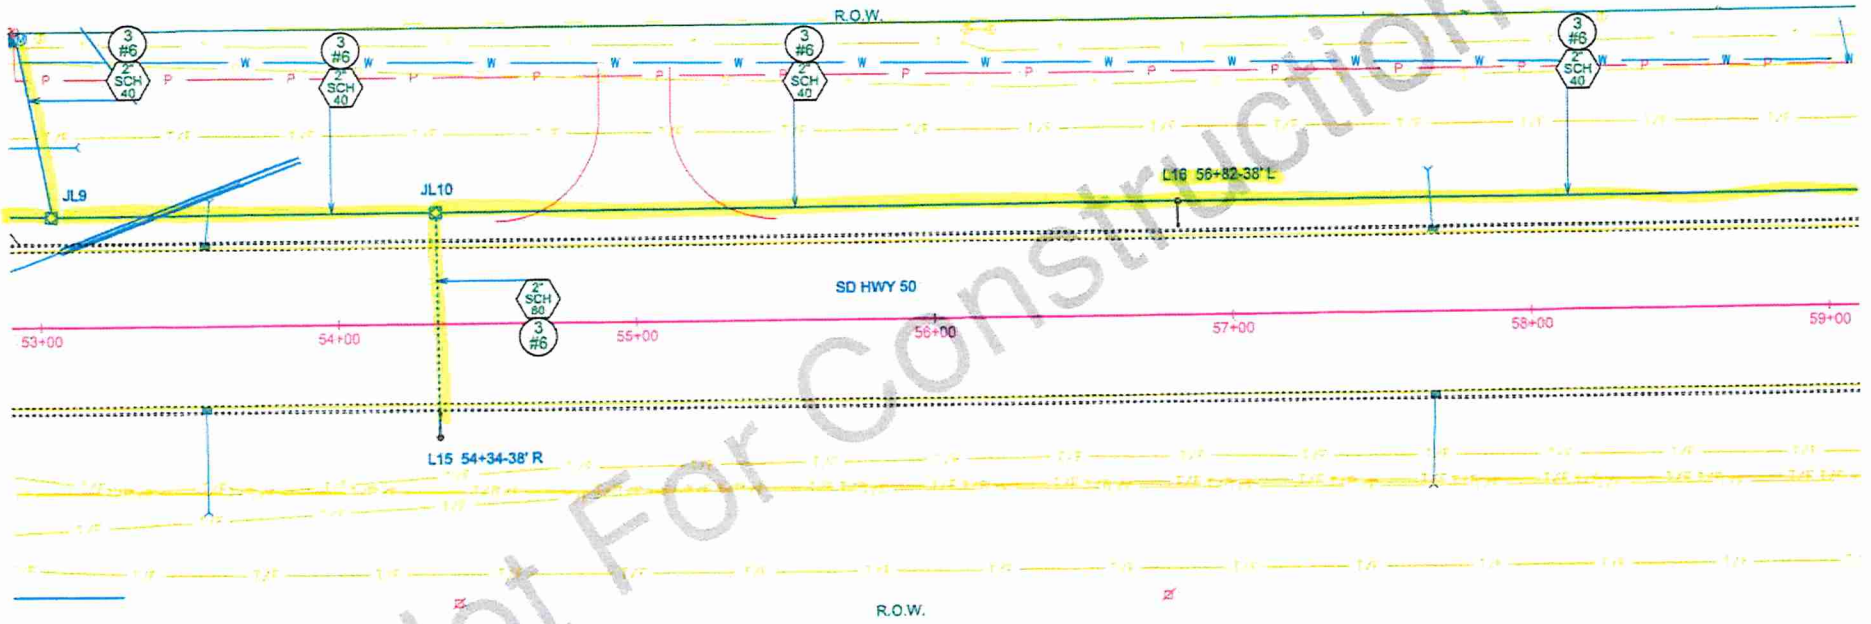 R.O.W.
3
#6
2"
SCH
40
3
#6
2"
SCH
40
3
#6
2"
SCH
40
3
#6
2"
SCH
40
W W W W W W W W W W W W W
P P P P P P P P P P P P P P
T/F T/F T/F T/F T/F T/F T/F T/F T/F T/F
JL9
JL10
L16 56+82-38' L
2"
SCH
80
3
#6
SD HWY 50
53+00
54+00
55+00
56+00
57+00
58+00
59+00
L15 54+34-38' R
R.O.W.
Not For Construction